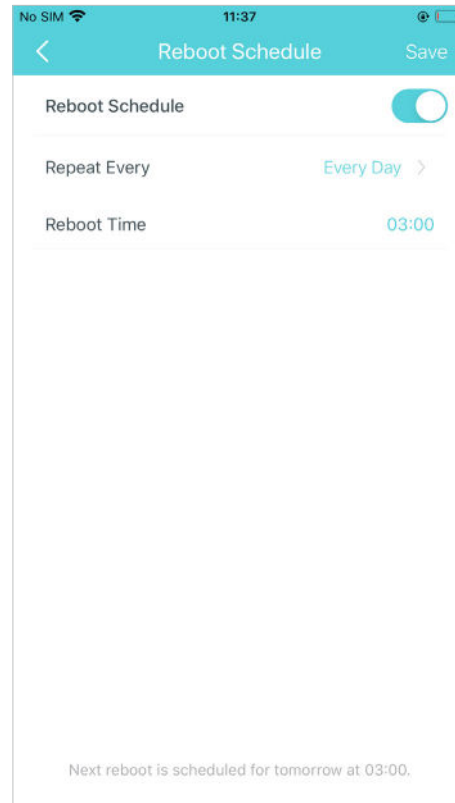 No SIM 11:37
Reboot Schedule Save
Reboot Schedule
Repeat Every Every Day
Reboot Time 03:00
Next reboot is scheduled for tomorrow at 03:00.